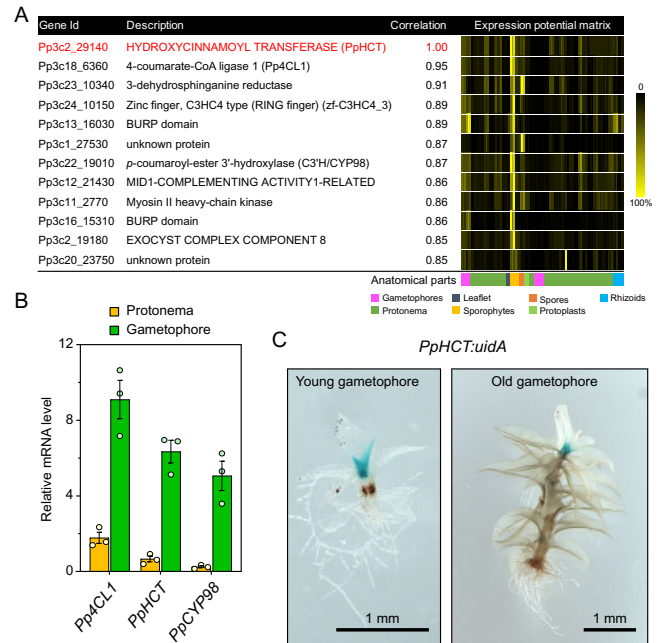 A
Gene Id Description Correlation Expression potential matrix
Pp3c2_29140 HYDROXYCINNAMOYL TRANSFERASE (PpHCT) 1.00
Pp3c18_6360 4-coumarate-CoA ligase 1 (Pp4CL1) 0.95
Pp3c23_10340 3-dehydrosphinganine reductase 0.91
Pp3c24_10150 Zinc finger, C3HC4 type (RING finger) (zf-C3HC4_3) 0.89
Pp3c13_16030 BURP domain 0.89
Pp3c1_27530 unknown protein 0.87
Pp3c22_19010 p-coumaroyl-ester 3'-hydroxylase (C3'H/CYP98) 0.87
Pp3c12_21430 MID1-COMPLEMENTING ACTIVITY1-RELATED 0.86
Pp3c11_2770 Myosin II heavy-chain kinase 0.86
Pp3c16_15310 BURP domain 0.86
Pp3c2_19180 EXOCYST COMPLEX COMPONENT 8 0.85
Pp3c20_23750 unknown protein 0.85
0
100%
Anatomical parts
Gametophores Leaflet Spores Rhizoids
Protonema Sporophytes Protoplasts
B
Protonema
Gametophore
Relative mRNA level
12
8
4
0
Pp4CL1 PpHCT PpCYP98
C
PpHCT:uidA
Young gametophore Old gametophore
1 mm 1 mm